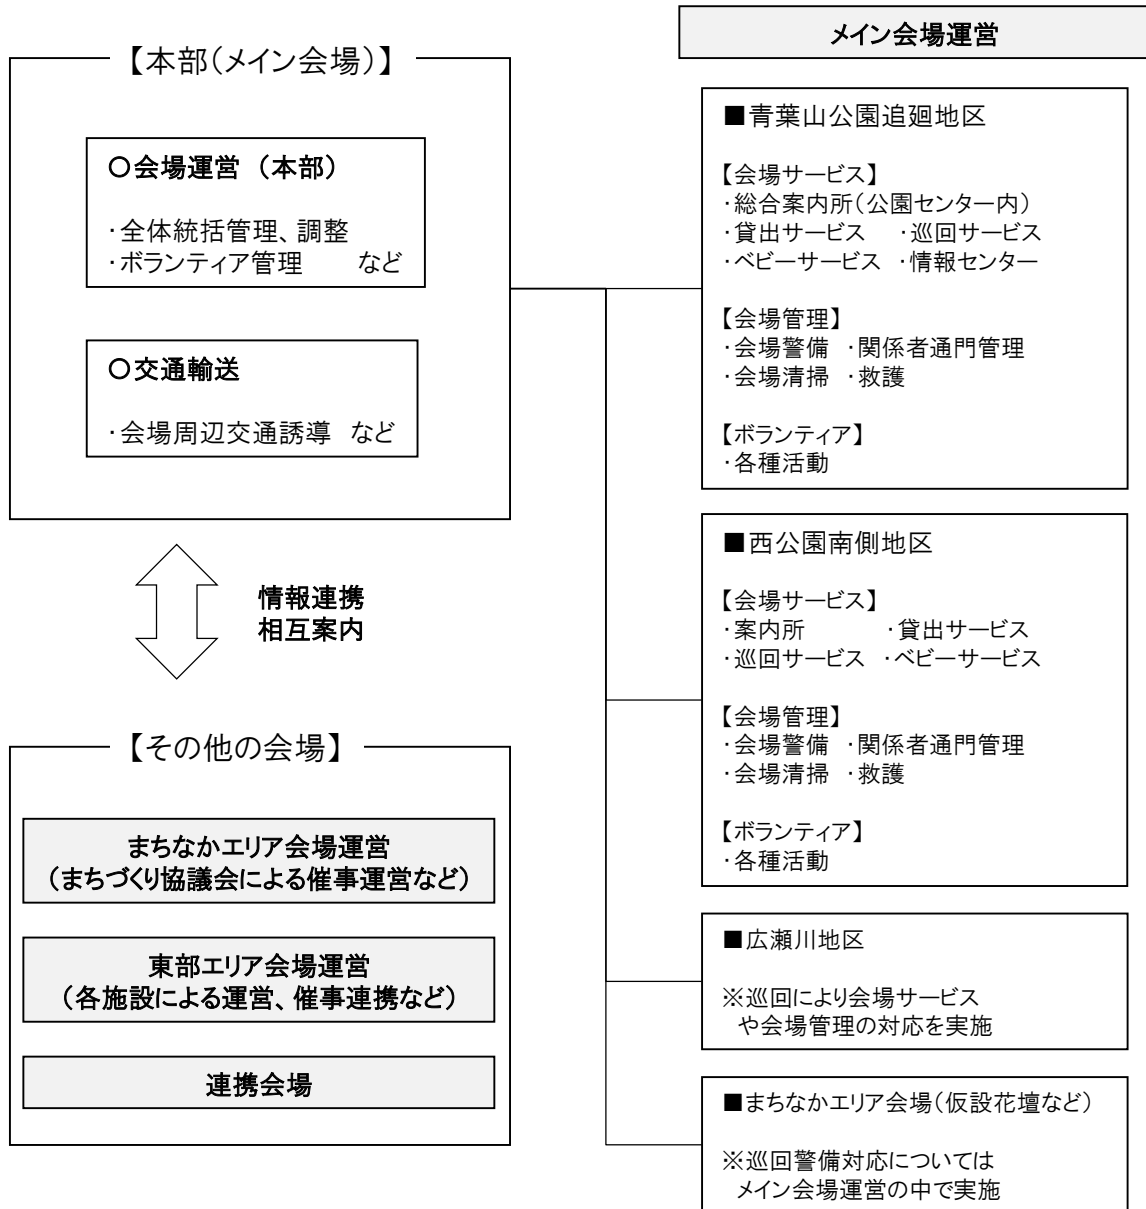 【本部(メイン会場)】
○会場運営 (本部)
・全体統括管理、調整
・ボランティア管理 など
○交通輸送
・会場周辺交通誘導 など
情報連携
相互案内
【その他の会場】
まちなかエリア会場運営
(まちづくり協議会による催事運営など)
東部エリア会場運営
(各施設による運営、催事連携など)
連携会場
メイン会場運営
■青葉山公園追廻地区
【会場サービス】
・総合案内所(公園センター内)
・貸出サービス ・巡回サービス
・ベビーサービス ・情報センター
【会場管理】
・会場警備 ・関係者通門管理
・会場清掃 ・救護
【ボランティア】
・各種活動
■西公園南側地区
【会場サービス】
・案内所 ・貸出サービス
・巡回サービス ・ベビーサービス
【会場管理】
・会場警備 ・関係者通門管理
・会場清掃 ・救護
【ボランティア】
・各種活動
■広瀬川地区
※巡回により会場サービス
や会場管理の対応を実施
■まちなかエリア会場(仮設花壇など)
※巡回警備対応については
メイン会場運営の中で実施